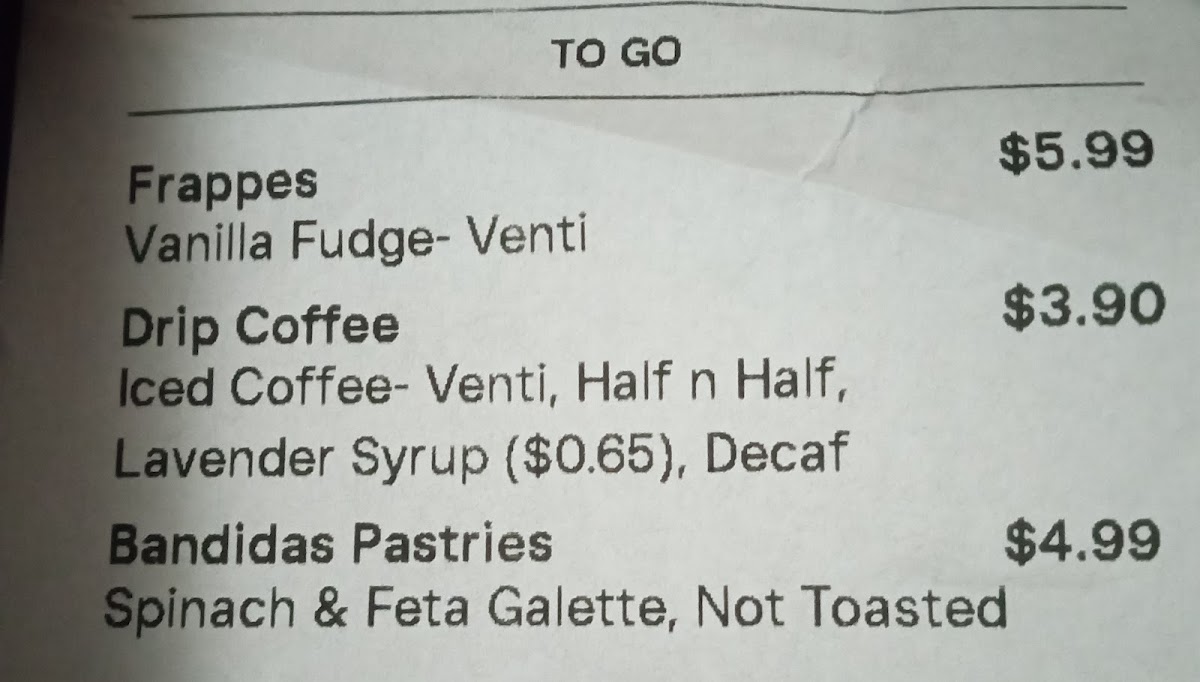 TO GO
Frappes $5.99
Vanilla Fudge- Venti
Drip Coffee $3.90
Iced Coffee- Venti, Half n Half,
Lavender Syrup ($0.65), Decaf
Bandidas Pastries $4.99
Spinach & Feta Galette, Not Toasted